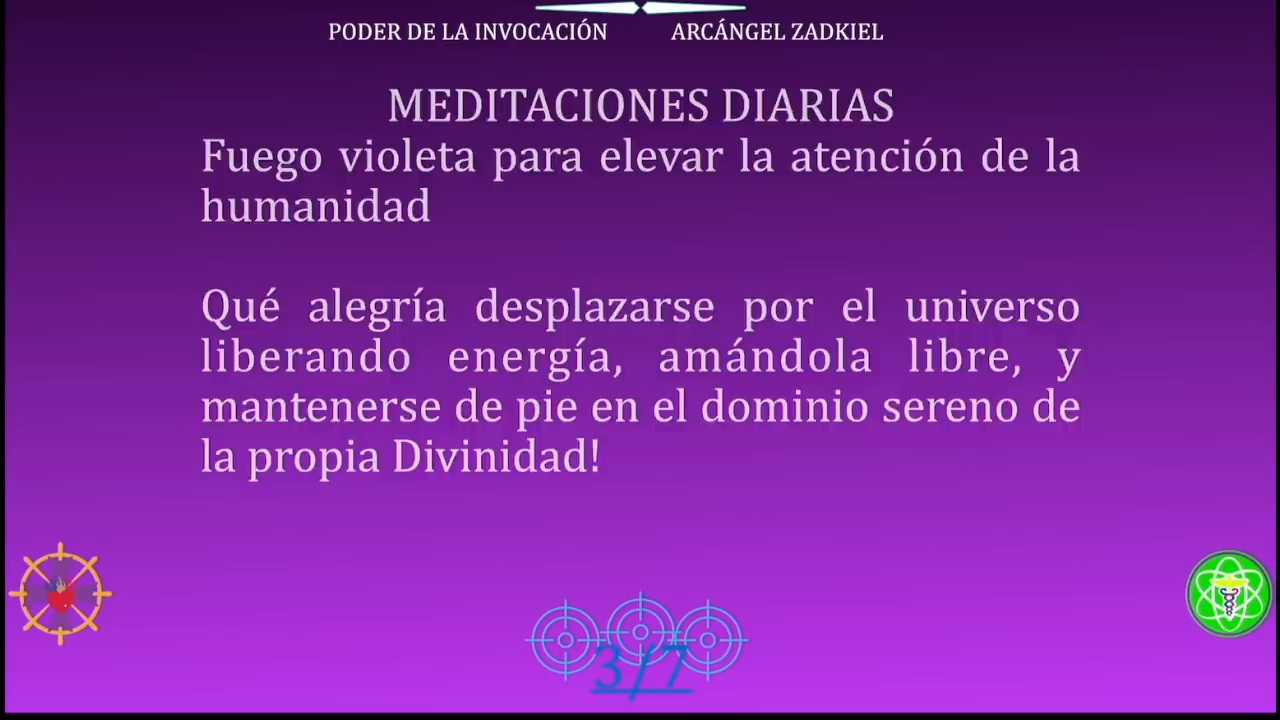 PODER DE LA INVOCACIÓN ARCÁNGEL ZADKIEL
MEDITACIONES DIARIAS
Fuego violeta para elevar la atención de la
humanidad
Qué alegría desplazarse por el universo
liberando energía, amándola libre, y
mantenerse de pie en el dominio sereno de
la propia Divinidad!
3/7